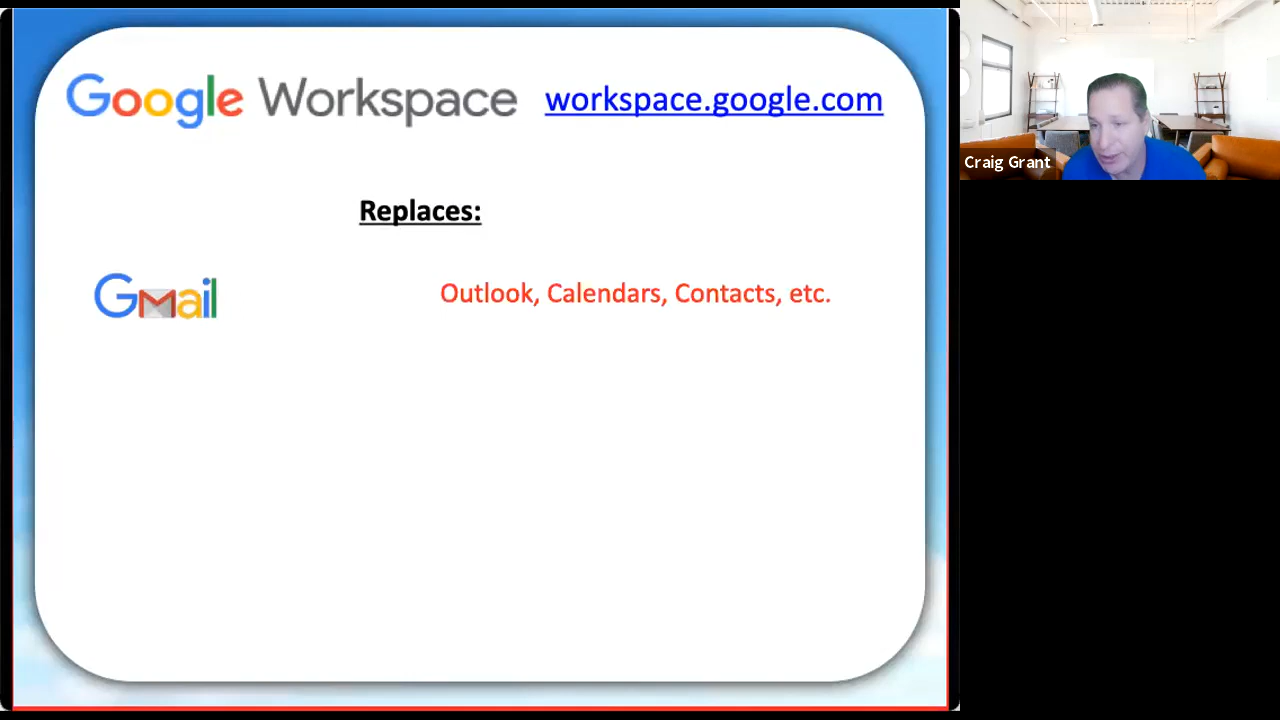 Google Workspace workspace.google.com
Replaces:
Gmail Outlook, Calendars, Contacts, etc.
Craig Grant